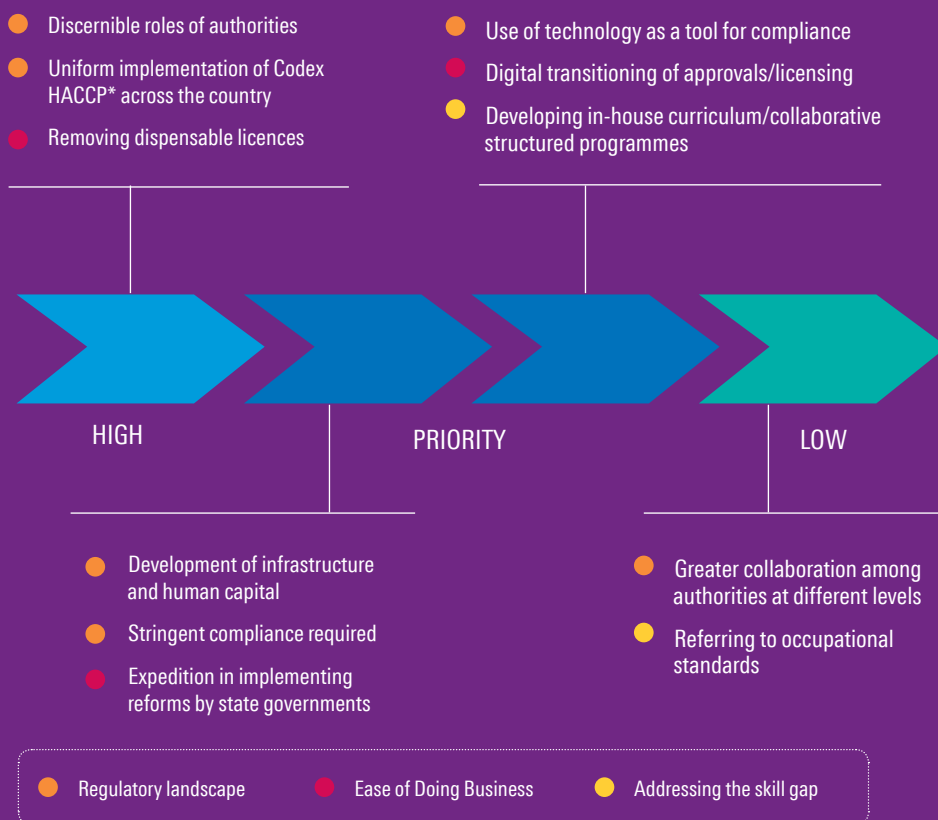 Discernible roles of authorities
Uniform implementation of Codex
HACCP* across the country
Removing dispensable licences
Use of technology as a tool for compliance
Digital transitioning of approvals/licensing
Developing in-house curriculum/collaborative
structured programmes
HIGH
PRIORITY
LOW
Development of infrastructure
and human capital
Stringent compliance required
Expedition in implementing
reforms by state governments
Greater collaboration among
authorities at different levels
Referring to occupational
standards
Regulatory landscape
Ease of Doing Business
Addressing the skill gap